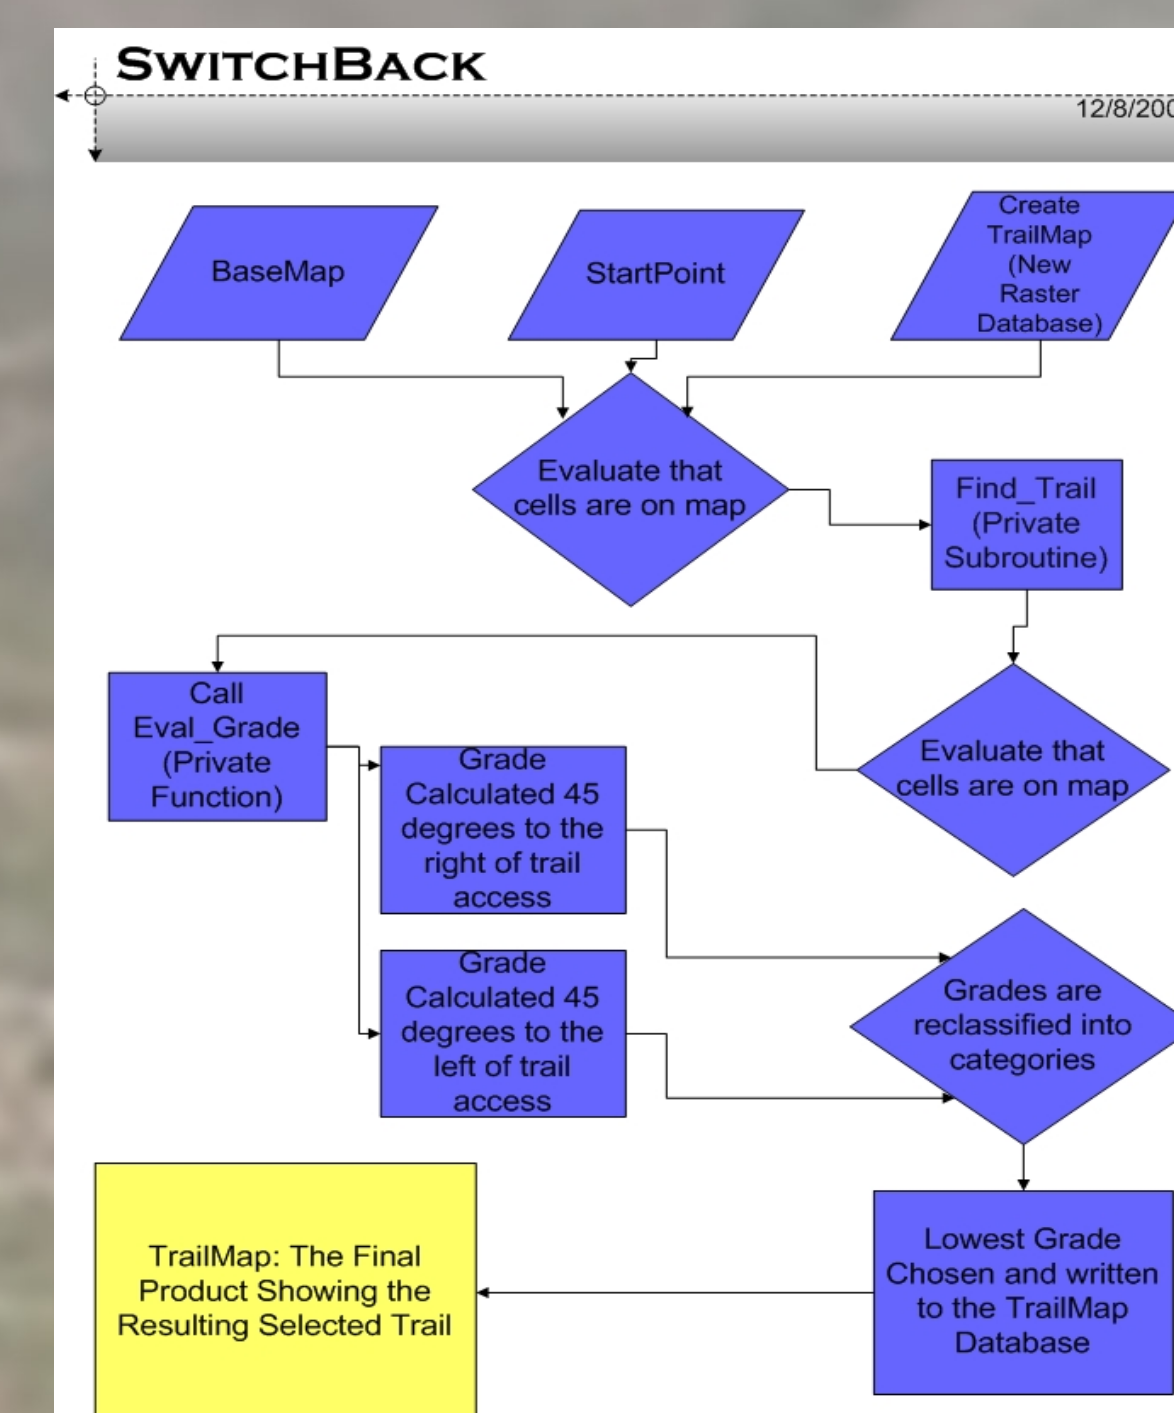 SWITCHBACK
12/8/200
BaseMap
StartPoint
Create
TrailMap
(New
Raster
Database)
Evaluate that
cells are on map
Find_Trail
(Private
Subroutine)
Call
Eval_Grade
(Private
Function)
Evaluate that
cells are on map
Grade
Calculated 45
degrees to the
right of trail
access
Grade
Calculated 45
degrees to the
left of trail
access
Grades are
reclassified into
categories
TrailMap: The Final
Product Showing the
Resulting Selected Trail
Lowest Grade
Chosen and written
to the TrailMap
Database